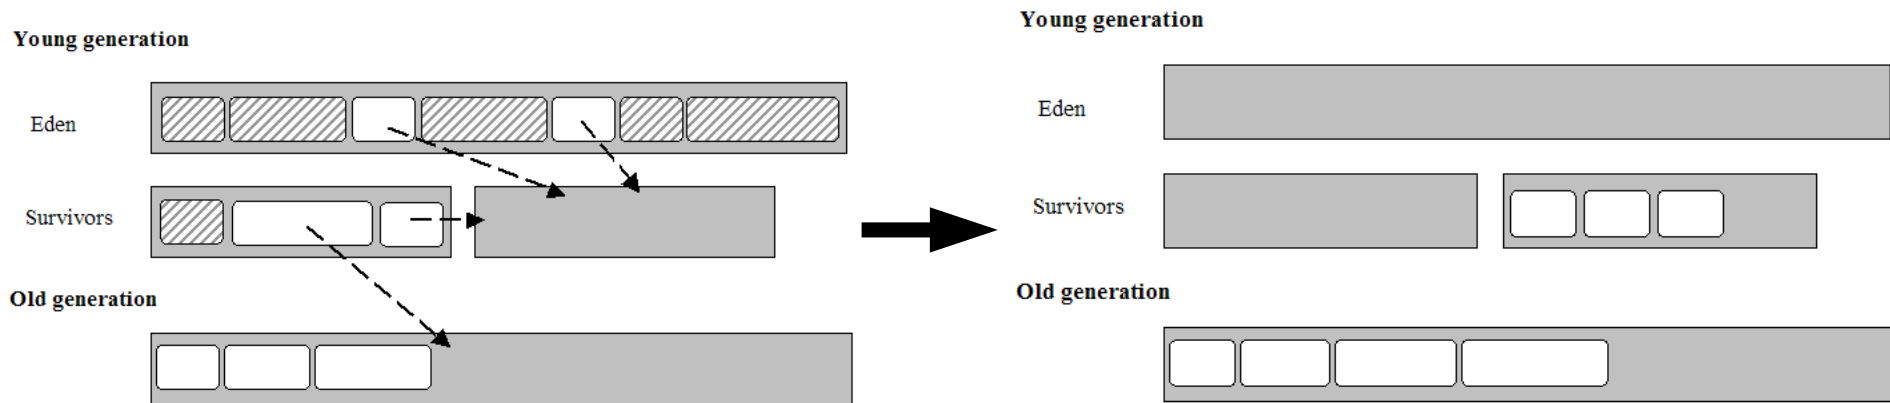 Young generation
Eden
Survivors
Old generation
Young generation
Eden
Survivors
Old generation